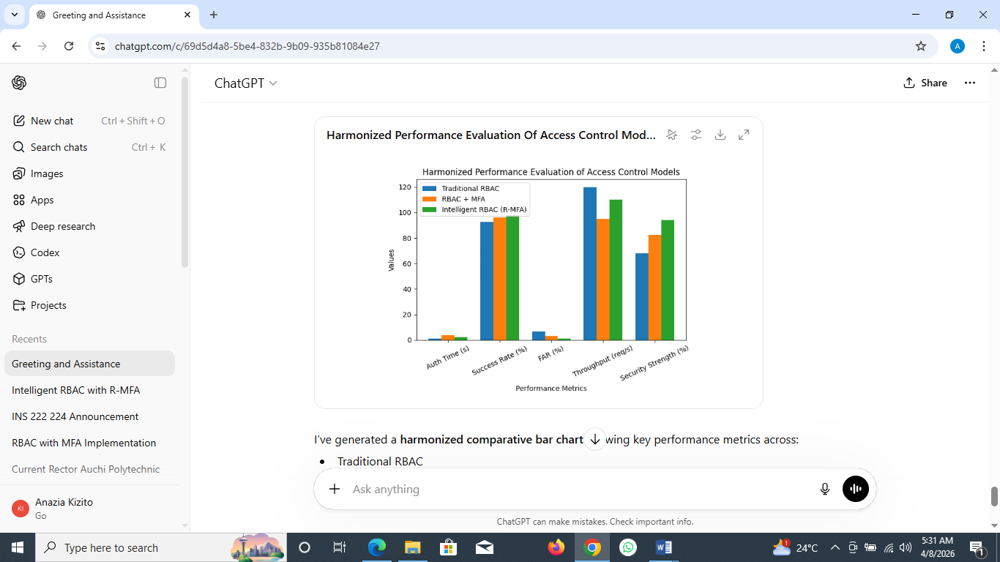 Greeting and Assistance
chatgpt.com/c/69d5d4a8-5be4-832b-9b09-935b81084e27
A
ChatGPT
Share
New chat
Ctrl + Shift + O
Search chats
Ctrl + K
Images
Apps
Deep research
Codex
GPTs
Projects
Recents
Greeting and Assistance
Intelligent RBAC with R-MFA
INS 222 224 Announcement
RBAC with MFA Implementation
Current Rector Auchi Polytechnic
KI
Anazia Kizito
Go
Harmonized Performance Evaluation Of Access Control Mod...
Harmonized Performance Evaluation of Access Control Models
Traditional RBAC
RBAC + MFA
Intelligent RBAC (R-MFA)
Values
120
100
80
60
40
20
0
Auth Time (s)
Success Rate (%)
FAR (%)
Throughput (req/s)
Security Strength (%)
Performance Metrics
I've generated a harmonized comparative bar chart wing key performance metrics across:
Traditional RBAC
Ask anything
ChatGPT can make mistakes. Check important info.
Type here to search
1
24°C
5:31 AM
4/8/2026
1